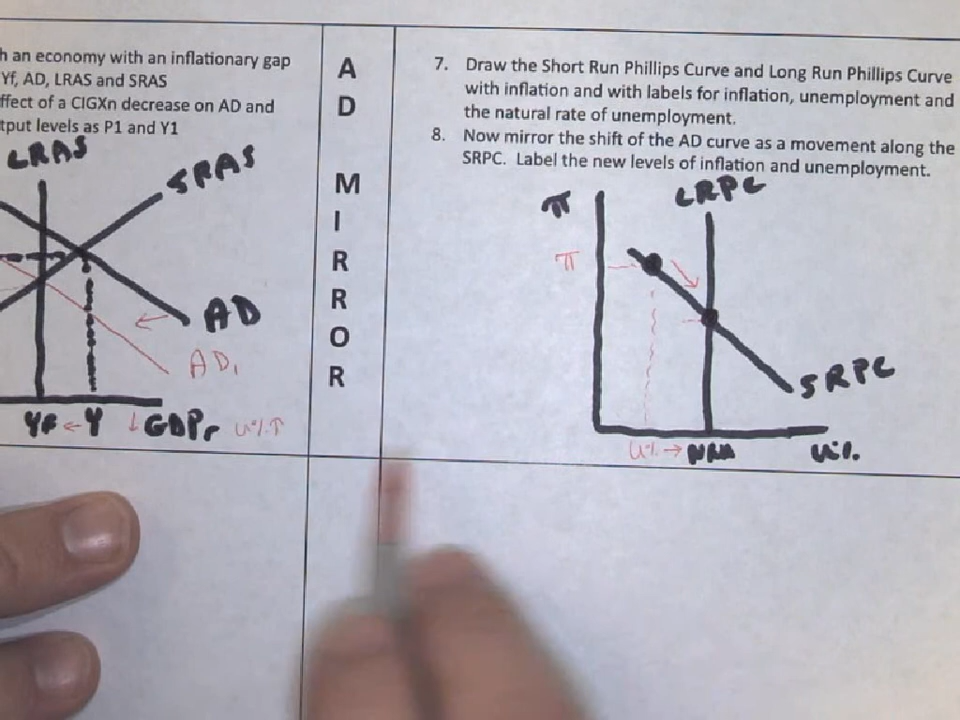 h an economy with an inflationary gap
Yf, AD, LRAS and SRAS
ffect of a CIGXn decrease on AD and
tput levels as P1 and Y1
LRAS
SRAS
AD
AD1
YF ← Y ↓ GDPr u%↑
A
D
M
I
R
R
O
R
7. Draw the Short Run Phillips Curve and Long Run Phillips Curve
with inflation and with labels for inflation, unemployment and
the natural rate of unemployment.
8. Now mirror the shift of the AD curve as a movement along the
SRPC. Label the new levels of inflation and unemployment.
π
LRPC
π
SRPC
u% → NRU u%